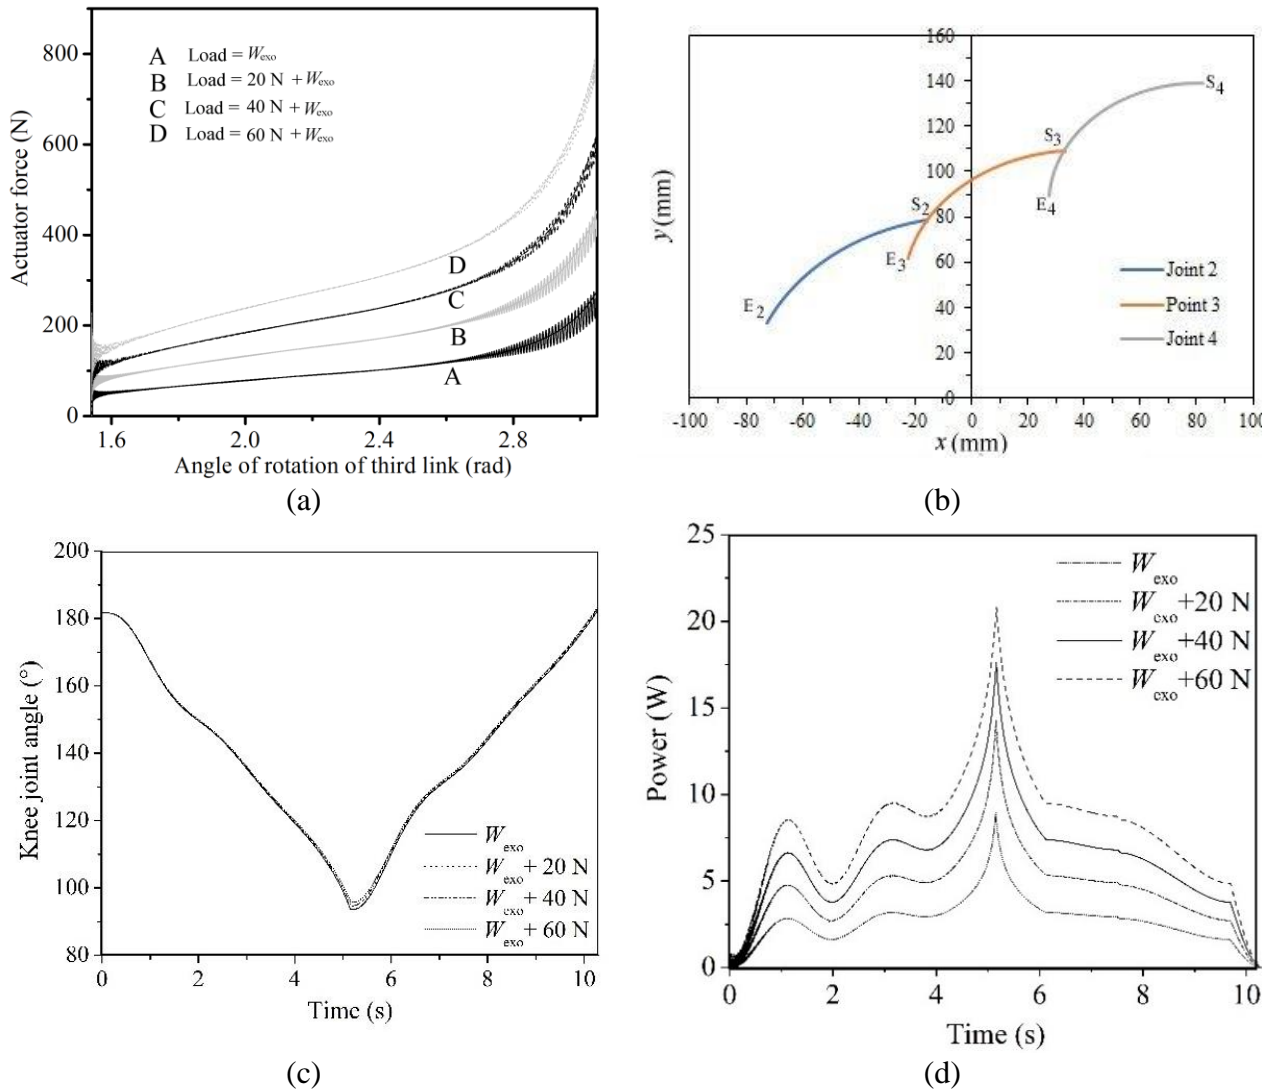 800
600
400
200
0
Actuator force (N)
A Load = Wexo
B Load = 20 N + Wexo
C Load = 40 N + Wexo
D Load = 60 N + Wexo
D
C
B
A
1.6 2.0 2.4 2.8
Angle of rotation of third link (rad)
(a)
160
140
120
100
80
60
40
20
0
y (mm)
S4
S3
E4
S2
E3
E2
Joint 2
Point 3
Joint 4
-100 -80 -60 -40 -20 0 20 40 60 80 100
x (mm)
(b)
200
180
160
140
120
100
80
Knee joint angle (°)
Wexo
Wexo + 20 N
Wexo + 40 N
Wexo + 60 N
0 2 4 6 8 10
Time (s)
(c)
25
20
15
10
5
0
Power (W)
Wexo
Wexo+20 N
Wexo+40 N
Wexo+60 N
0 2 4 6 8 10
Time (s)
(d)